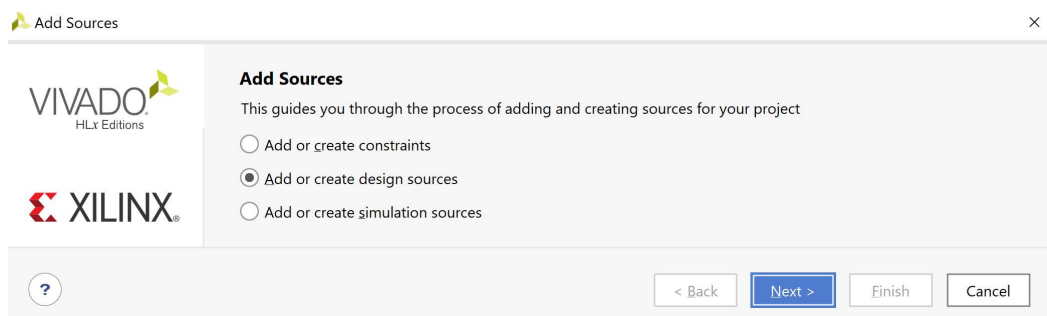 Add Sources
VIVADO
HLx Editions
XILINX®
Add Sources
This guides you through the process of adding and creating sources for your project
Add or create constraints
Add or create design sources
Add or create simulation sources
?
< Back
Next >
Finish
Cancel